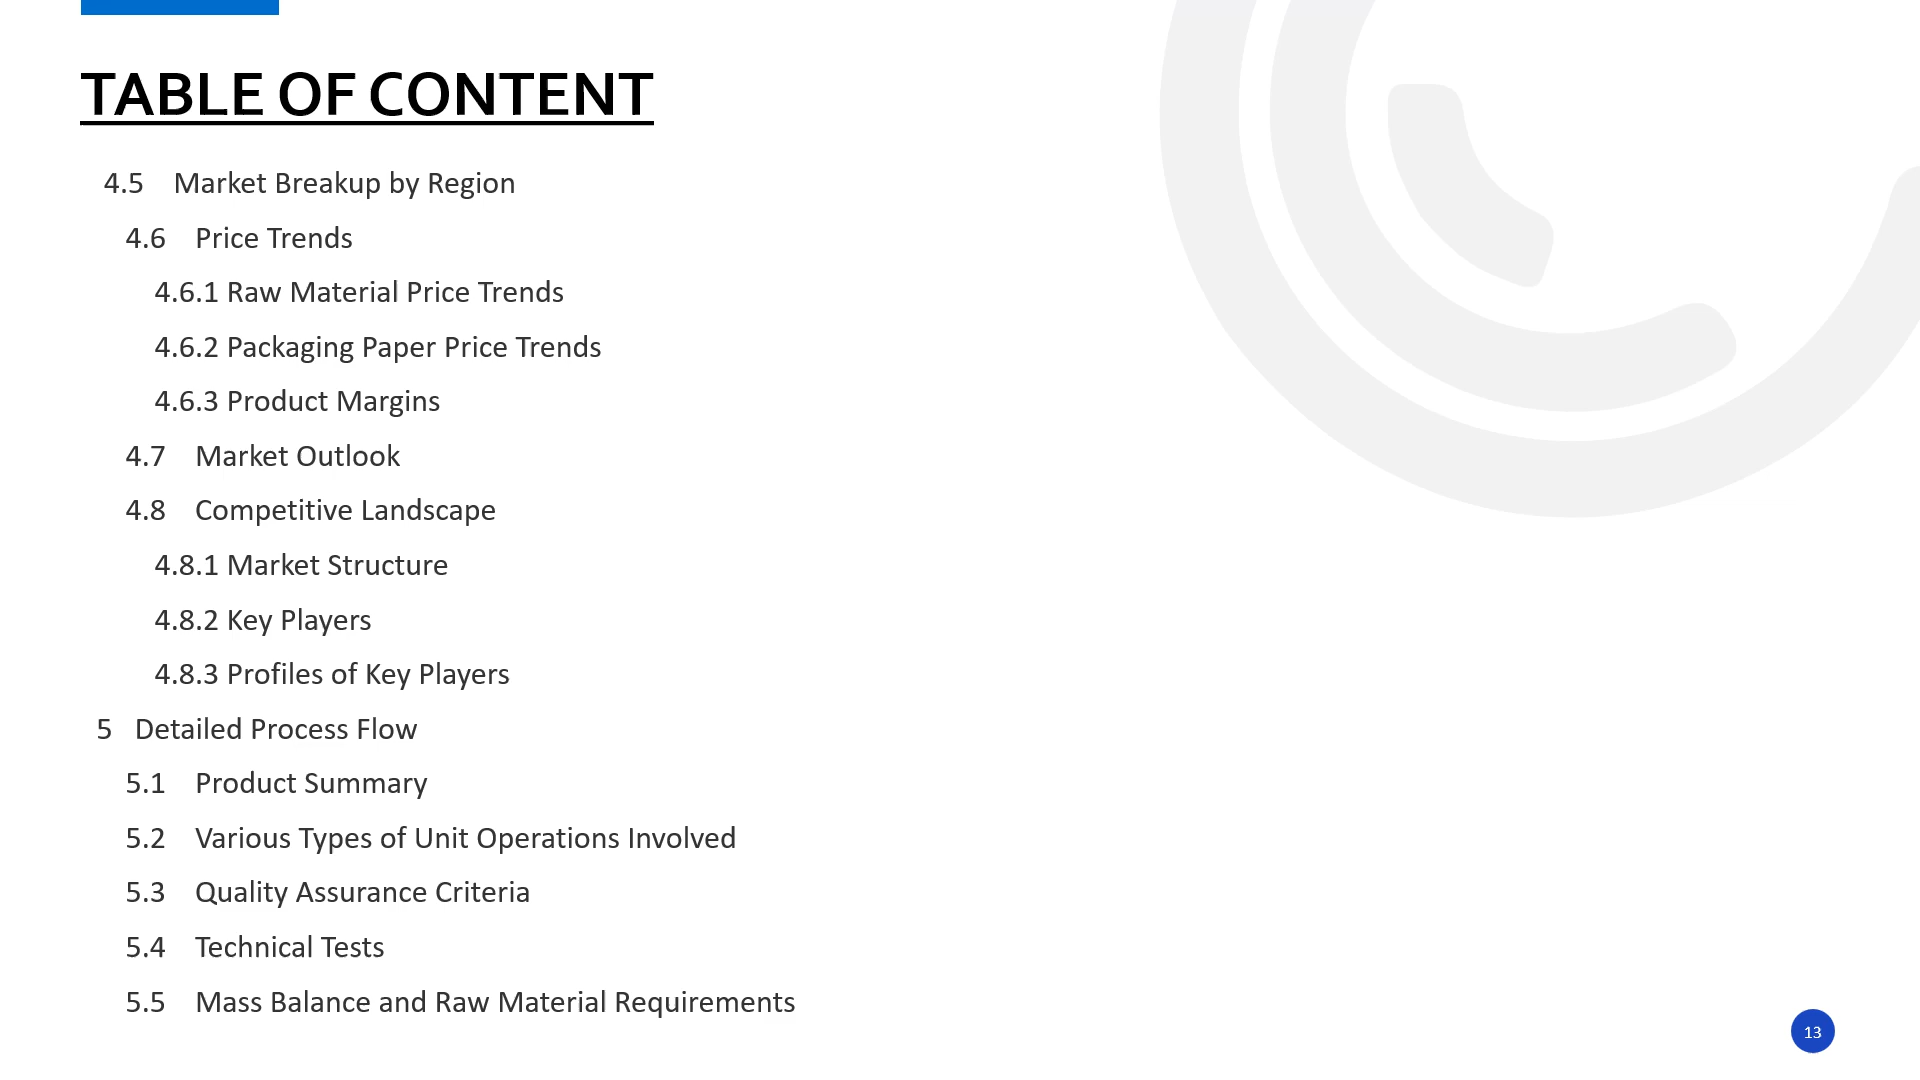 TABLE OF CONTENT
4.5 Market Breakup by Region
4.6 Price Trends
4.6.1 Raw Material Price Trends
4.6.2 Packaging Paper Price Trends
4.6.3 Product Margins
4.7 Market Outlook
4.8 Competitive Landscape
4.8.1 Market Structure
4.8.2 Key Players
4.8.3 Profiles of Key Players
5 Detailed Process Flow
5.1 Product Summary
5.2 Various Types of Unit Operations Involved
5.3 Quality Assurance Criteria
5.4 Technical Tests
5.5 Mass Balance and Raw Material Requirements
13